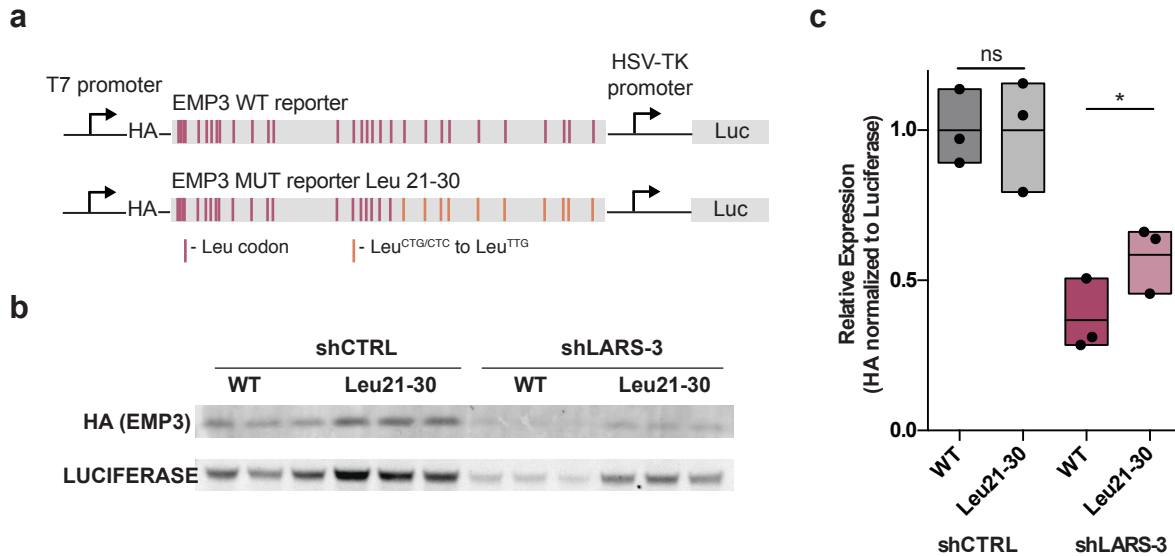 a
T7 promoter
HSV-TK
promoter
EMP3 WT reporter
HA
Luc
EMP3 MUT reporter Leu 21-30
HA
Luc
- Leu codon
- Leu^CTG/CTC to Leu^TTG
b
shCTRL
shLARS-3
WT
Leu21-30
WT
Leu21-30
HA (EMP3)
LUCIFERASE
c
Relative Expression
(HA normalized to Luciferase)
1.0
0.5
0.0
ns
*
WT
Leu21-30
WT
Leu21-30
shCTRL
shLARS-3